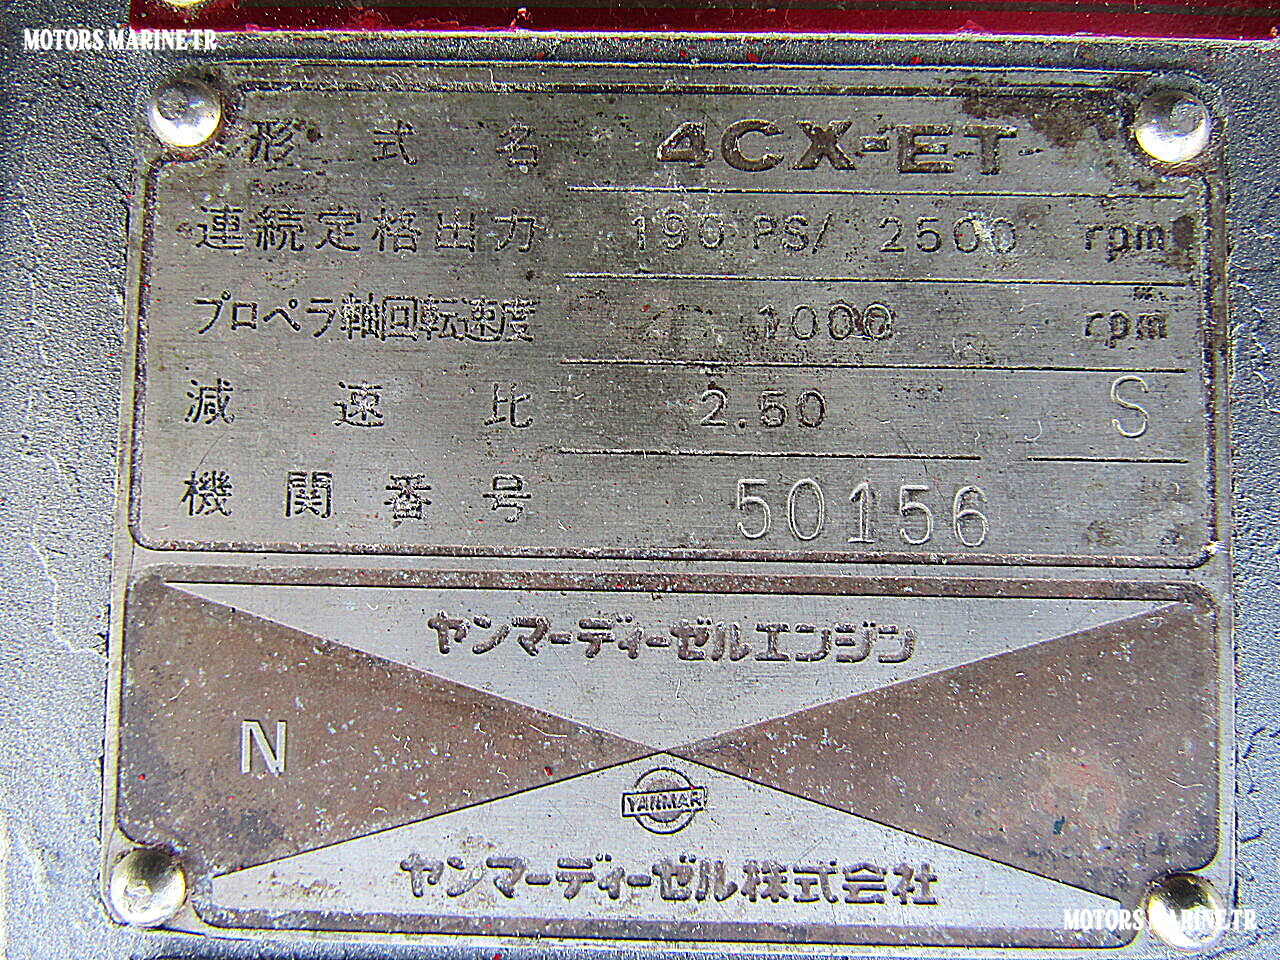 MOTORS MARINE TR
形式名 4CX-ET
連続定格出力 190 PS/ 2500 rpm
プロペラ軸回転速度 1000 rpm
減速比 2.50 S
機関番号 50156
ヤンマーディーゼルエンジン
N
YANMAR
ヤンマーディーゼル株式会社
MOTORS MARINE TR